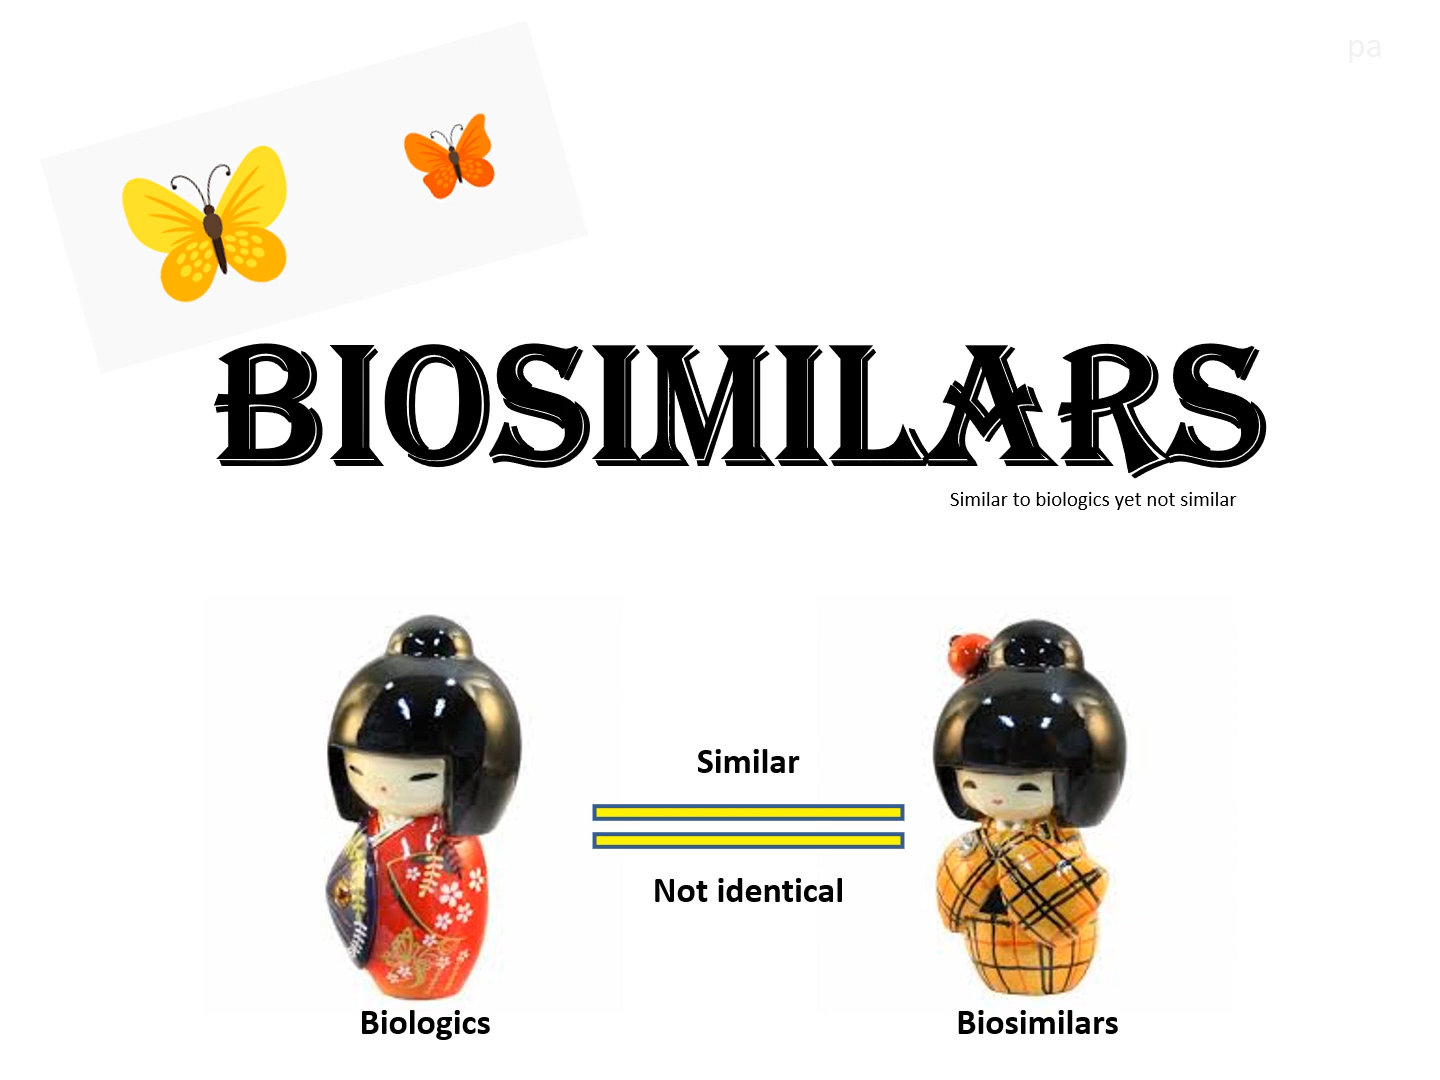 pa
BIOSIMILARS
Similar to biologics yet not similar
Similar
Not identical
Biologics
Biosimilars